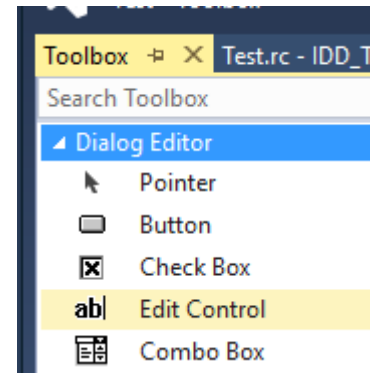 Toolbox Test.rc - IDD_T
Search Toolbox
Dialog Editor
Pointer
Button
Check Box
ab Edit Control
Combo Box